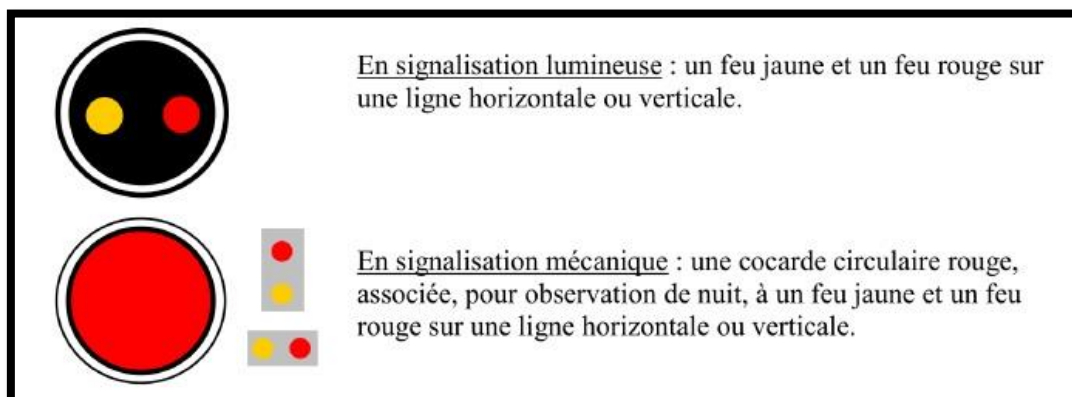 En signalisation lumineuse : un feu jaune et un feu rouge sur
une ligne horizontale ou verticale.
En signalisation mécanique : une cocarde circulaire rouge,
associée, pour observation de nuit, à un feu jaune et un feu
rouge sur une ligne horizontale ou verticale.